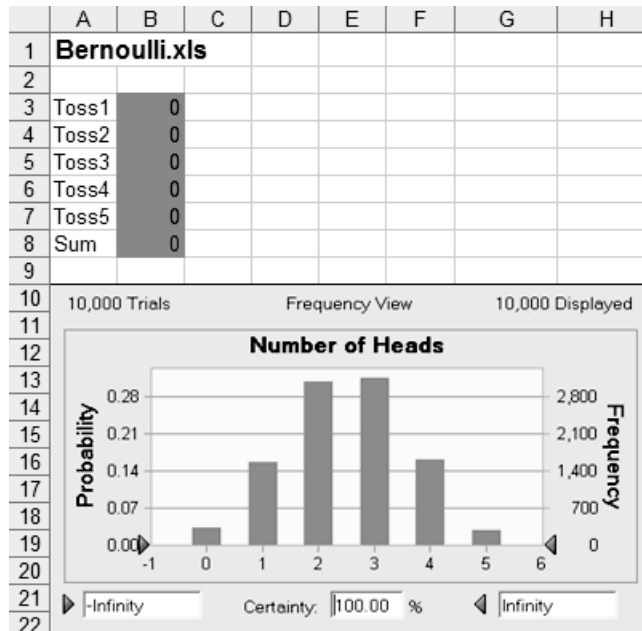 A B C D E F G H
1 Bernoulli.xls
2
3 Toss1 0
4 Toss2 0
5 Toss3 0
6 Toss4 0
7 Toss5 0
8 Sum 0
9
10 10,000 Trials Frequency View 10,000 Displayed
11
12 Number of Heads
13 0.28 2,800
14
15 0.21 2,100
16 0.14 1,400
17
18 0.07 700
19 0.00 0
20 -1 0 1 2 3 4 5 6
Probability
Frequency
21 -Infinity Certainty: 100.00 % Infinity
22